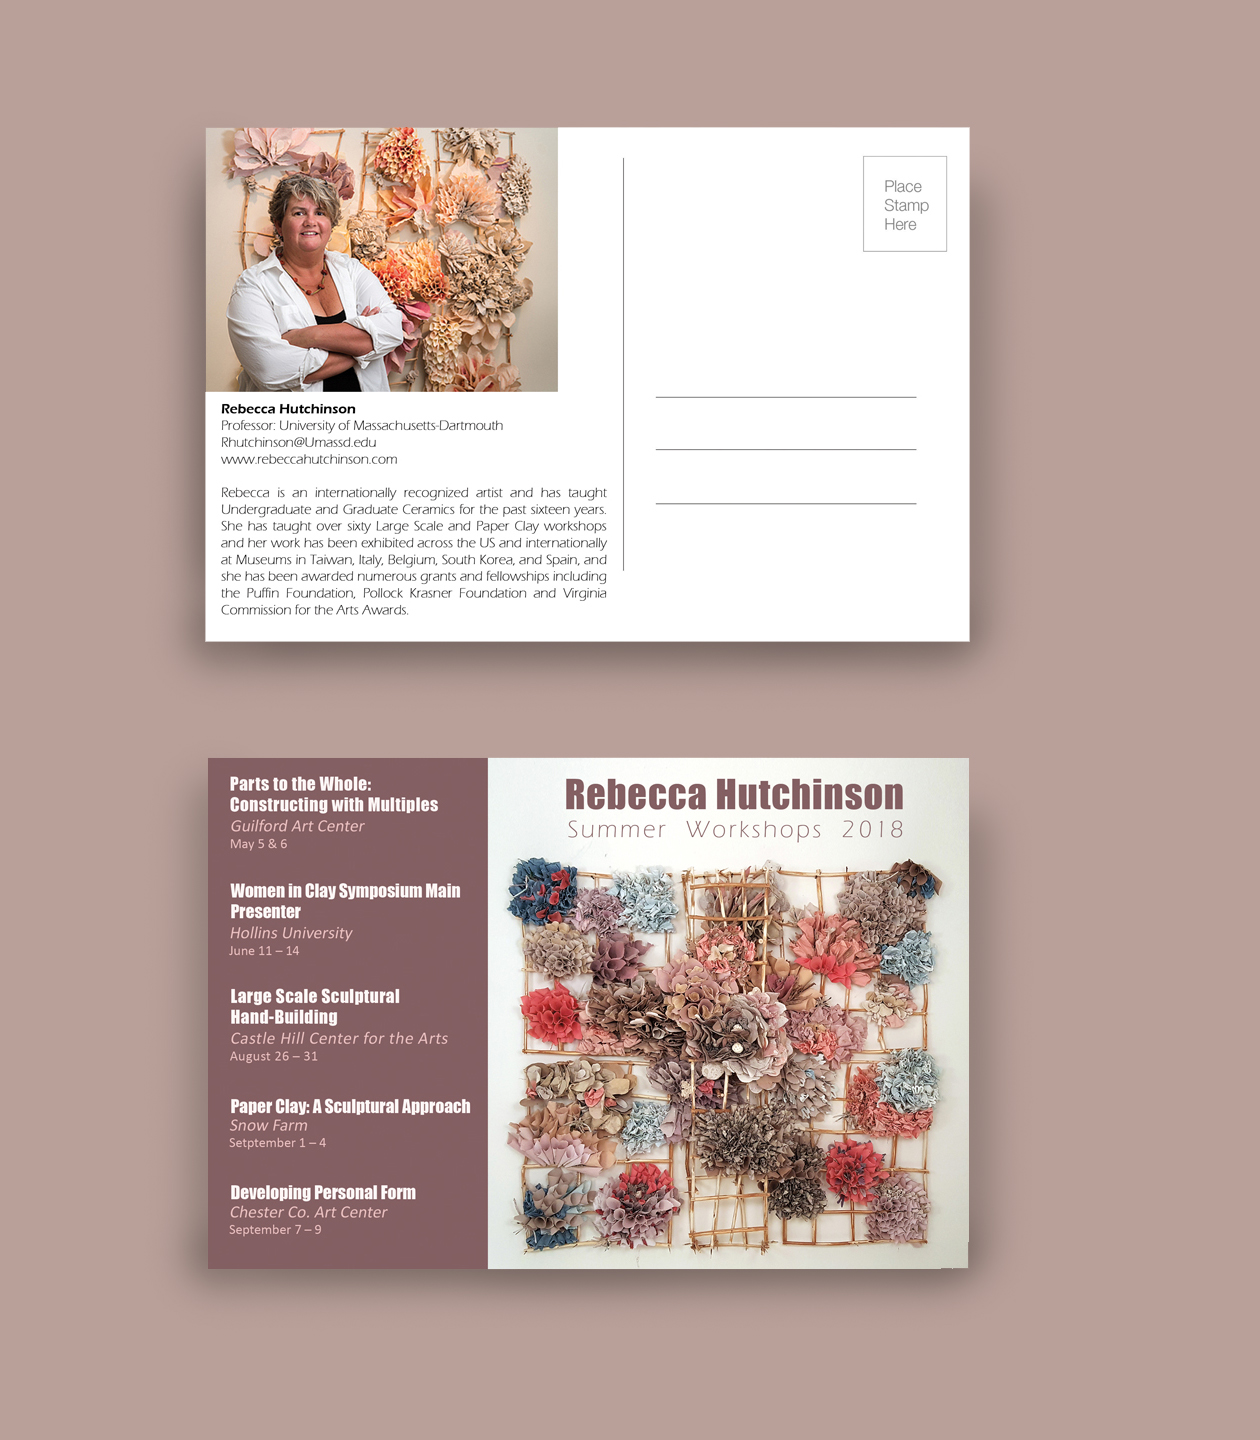 Place
Stamp
Here
Rebecca Hutchinson
Professor: University of Massachusetts-Dartmouth
Rhutchinson@Umassd.edu
www.rebeccahutchinson.com
Rebecca is an internationally recognized artist and has taught
Undergraduate and Graduate Ceramics for the past sixteen years.
She has taught over sixty Large Scale and Paper Clay workshops
and her work has been exhibited across the US and internationally
at Museums in Taiwan, Italy, Belgium, South Korea, and Spain, and
she has been awarded numerous grants and fellowships including
the Puffin Foundation, Pollock Krasner Foundation and Virginia
Commission for the Arts Awards.
Parts to the Whole:
Constructing with Multiples
Guilford Art Center
May 5 & 6
Women in Clay Symposium Main
Presenter
Hollins University
June 11 – 14
Large Scale Sculptural
Hand-Building
Castle Hill Center for the Arts
August 26 – 31
Paper Clay: A Sculptural Approach
Snow Farm
Setptember 1 – 4
Developing Personal Form
Chester Co. Art Center
September 7 – 9
Rebecca Hutchinson
Summer Workshops 2018